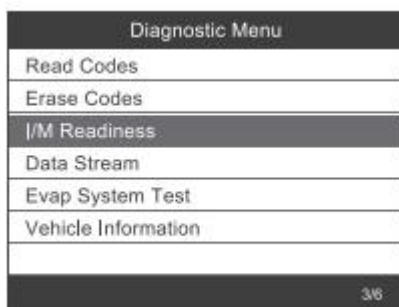 Diagnostic Menu
Read Codes
Erase Codes
I/M Readiness
Data Stream
Evap System Test
Vehicle Information
3/6